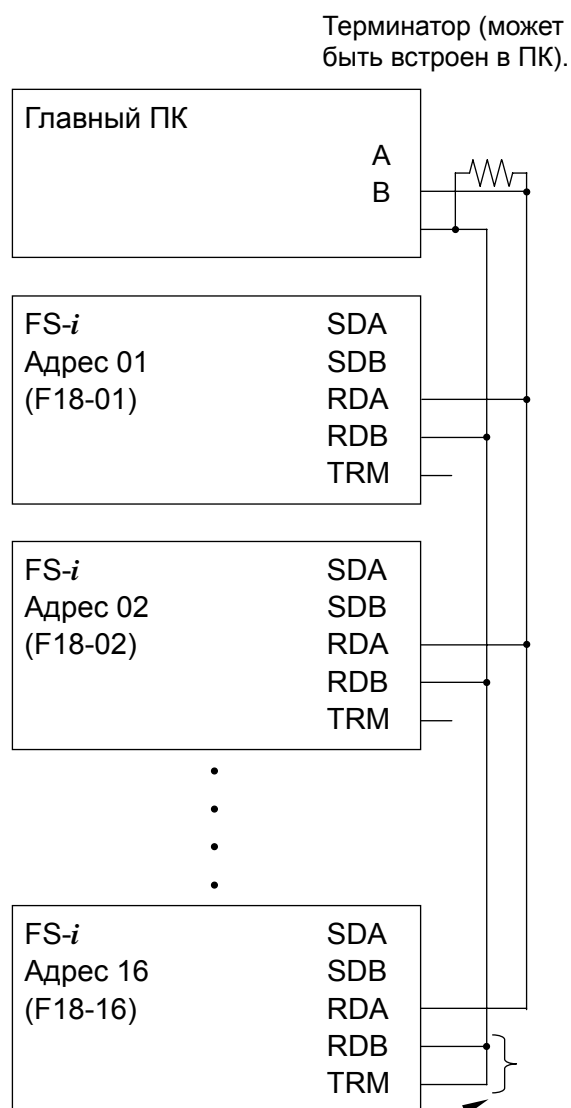 Терминатор (может
быть встроен в ПК).
Главный ПК
A
B
FS-i SDA
Адрес 01 SDB
(F18-01) RDA
RDB
TRM
FS-i SDA
Адрес 02 SDB
(F18-02) RDA
RDB
TRM
FS-i SDA
Адрес 16 SDB
(F18-16) RDA
RDB
TRM